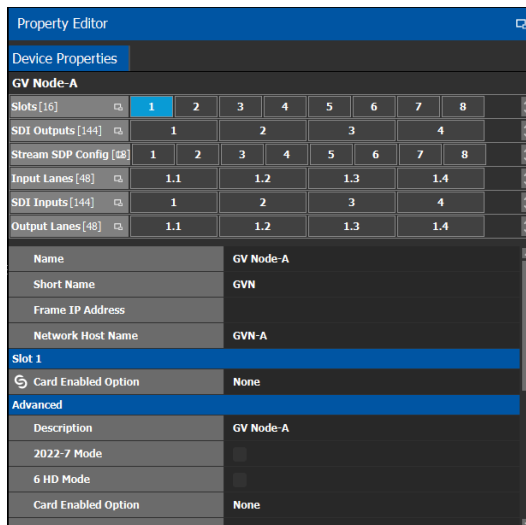 Property Editor
Device Properties
GV Node-A
Slots [16] 1 2 3 4 5 6 7 8
SDI Outputs [144] 1 2 3 4
Stream SDP Config 1 2 3 4 5 6 7 8
Input Lanes [48] 1.1 1.2 1.3 1.4
SDI Inputs [144] 1 2 3 4
Output Lanes [48] 1.1 1.2 1.3 1.4
Name GV Node-A
Short Name GVN
Frame IP Address
Network Host Name GVN-A
Slot 1
Card Enabled Option None
Advanced
Description GV Node-A
2022-7 Mode
6 HD Mode
Card Enabled Option None